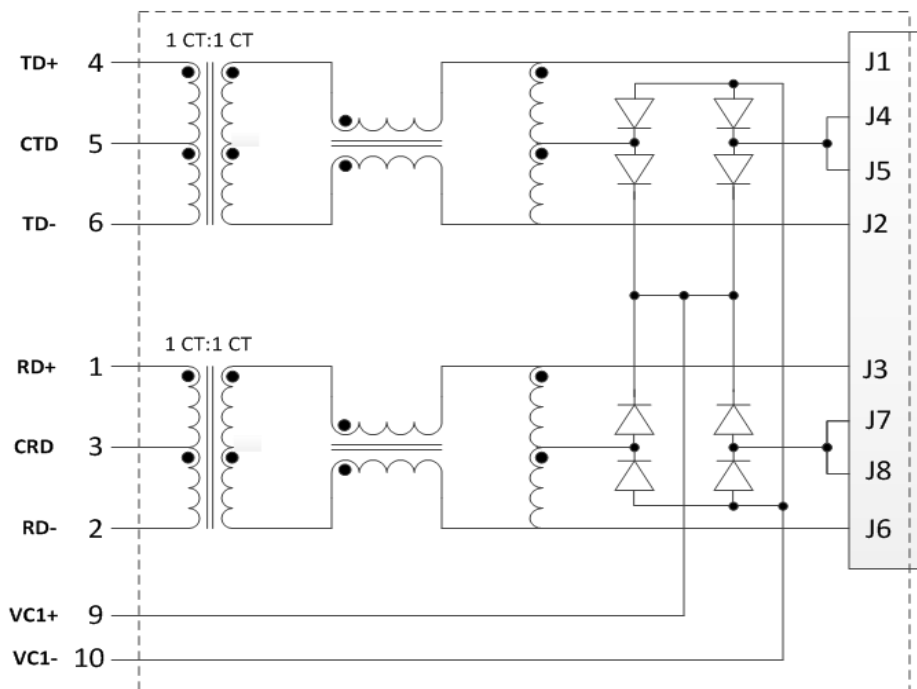 1 CT:1 CT
TD+ 4 J1
J4
CTD 5
J5
TD- 6 J2
1 CT:1 CT
RD+ 1 J3
J7
CRD 3
J8
RD- 2 J6
VC1+ 9
VC1- 10